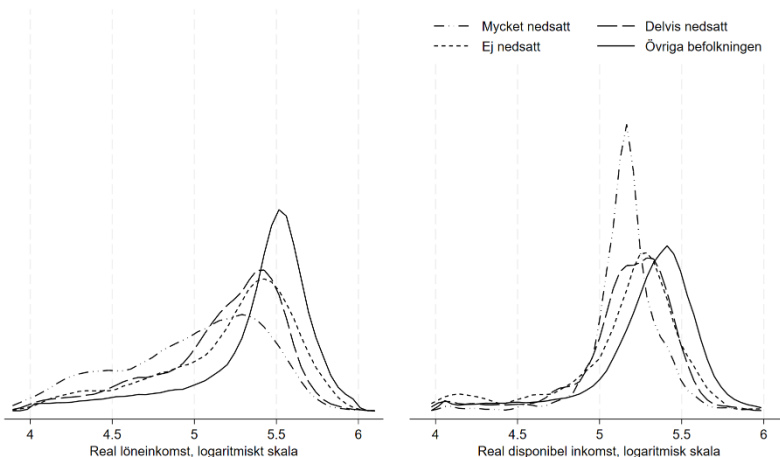 Mycket nedsatt
Delvis nedsatt
Ej nedsatt
Övriga befolkningen
4
4.5
5
5.5
6
Real löneinkomst, logaritmiskt skala
4
4.5
5
5.5
6
Real disponibel inkomst, logaritmisk skala